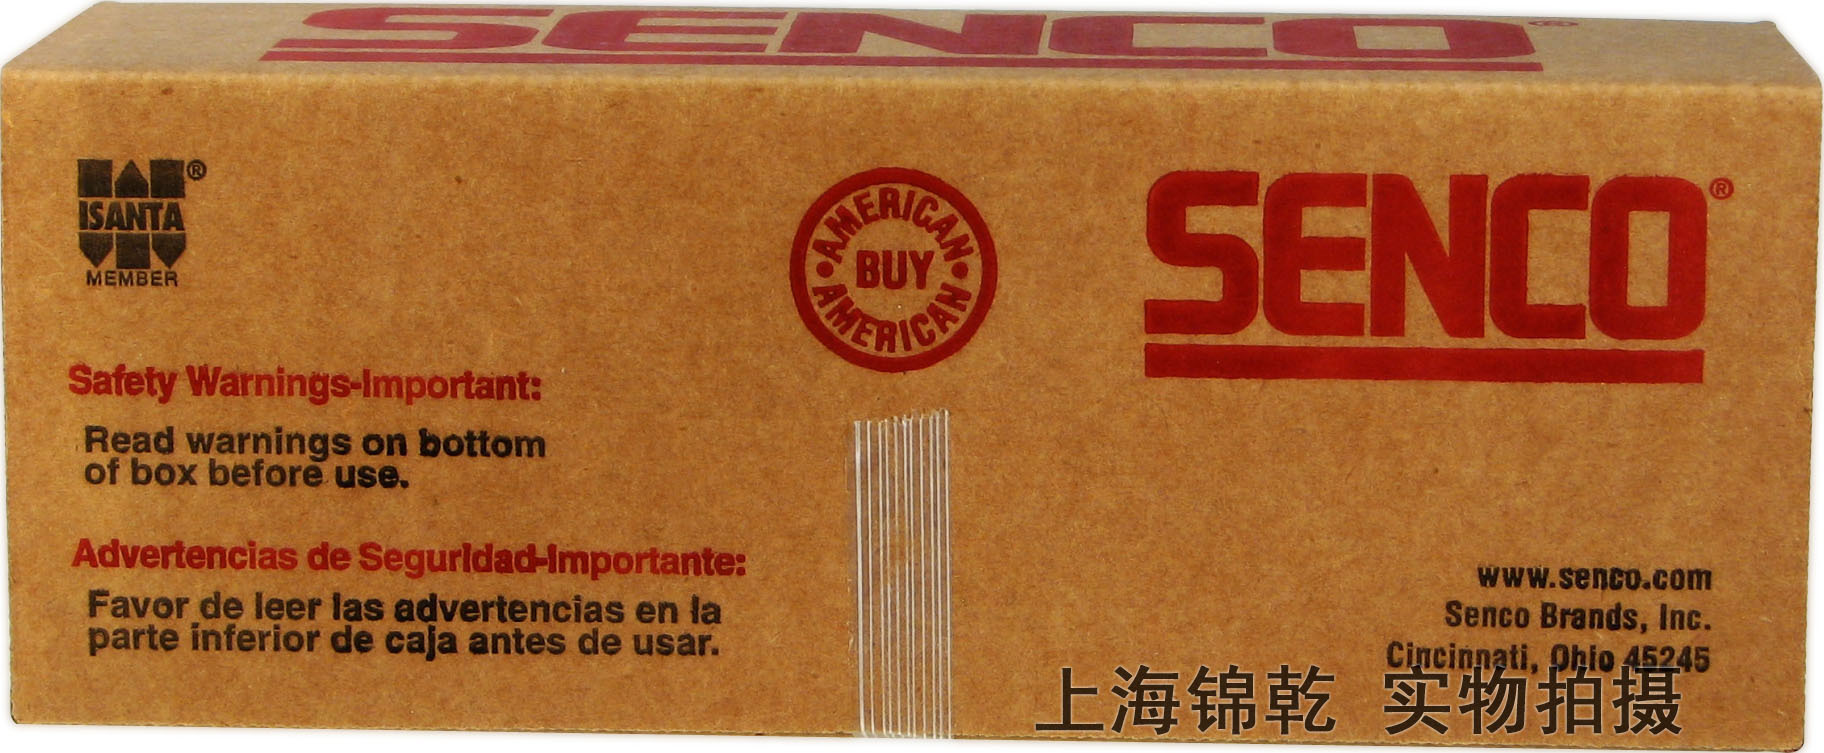 SENCO®
ISANTA®
MEMBER
AMERICAN
BUY
AMERICAN
SENCO®
Safety Warnings-Important:
Read warnings on bottom
of box before use.
Advertencias de Seguridad-Importante:
Favor de leer las advertencias en la
parte inferior de caja antes de usar.
www.senco.com
Senco Brands, Inc.
Cincinnati, Ohio 45245
上海锦乾 实物拍摄